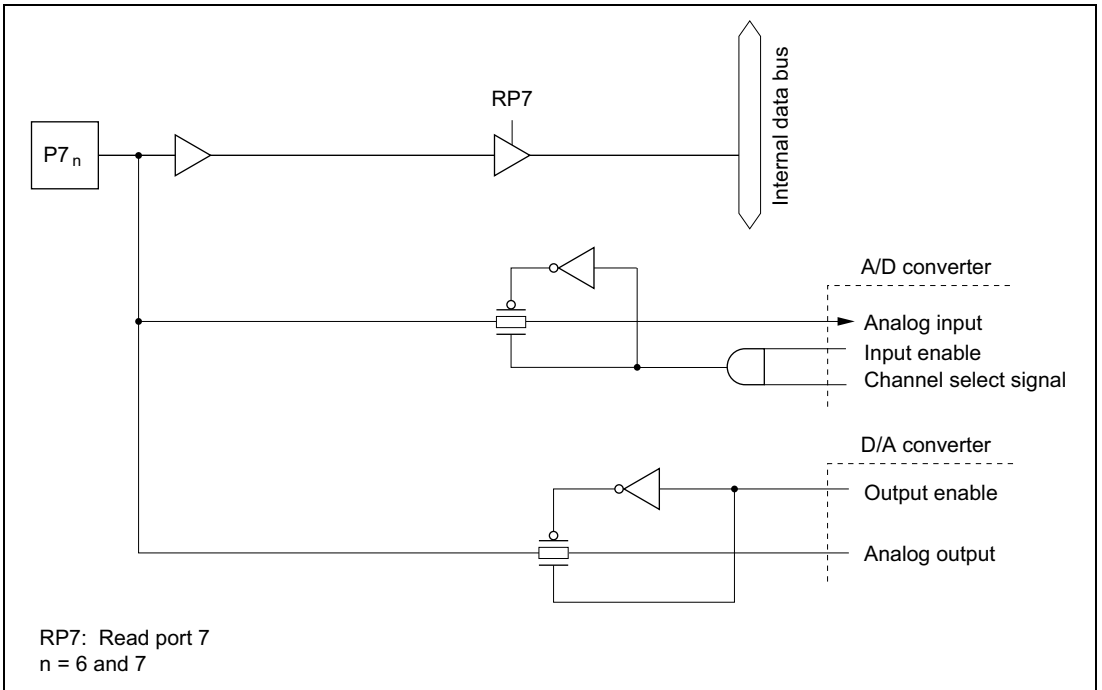 RP7
P7n
Internal data bus
A/D converter
Analog input
Input enable
Channel select signal
D/A converter
Output enable
Analog output
RP7: Read port 7
n = 6 and 7